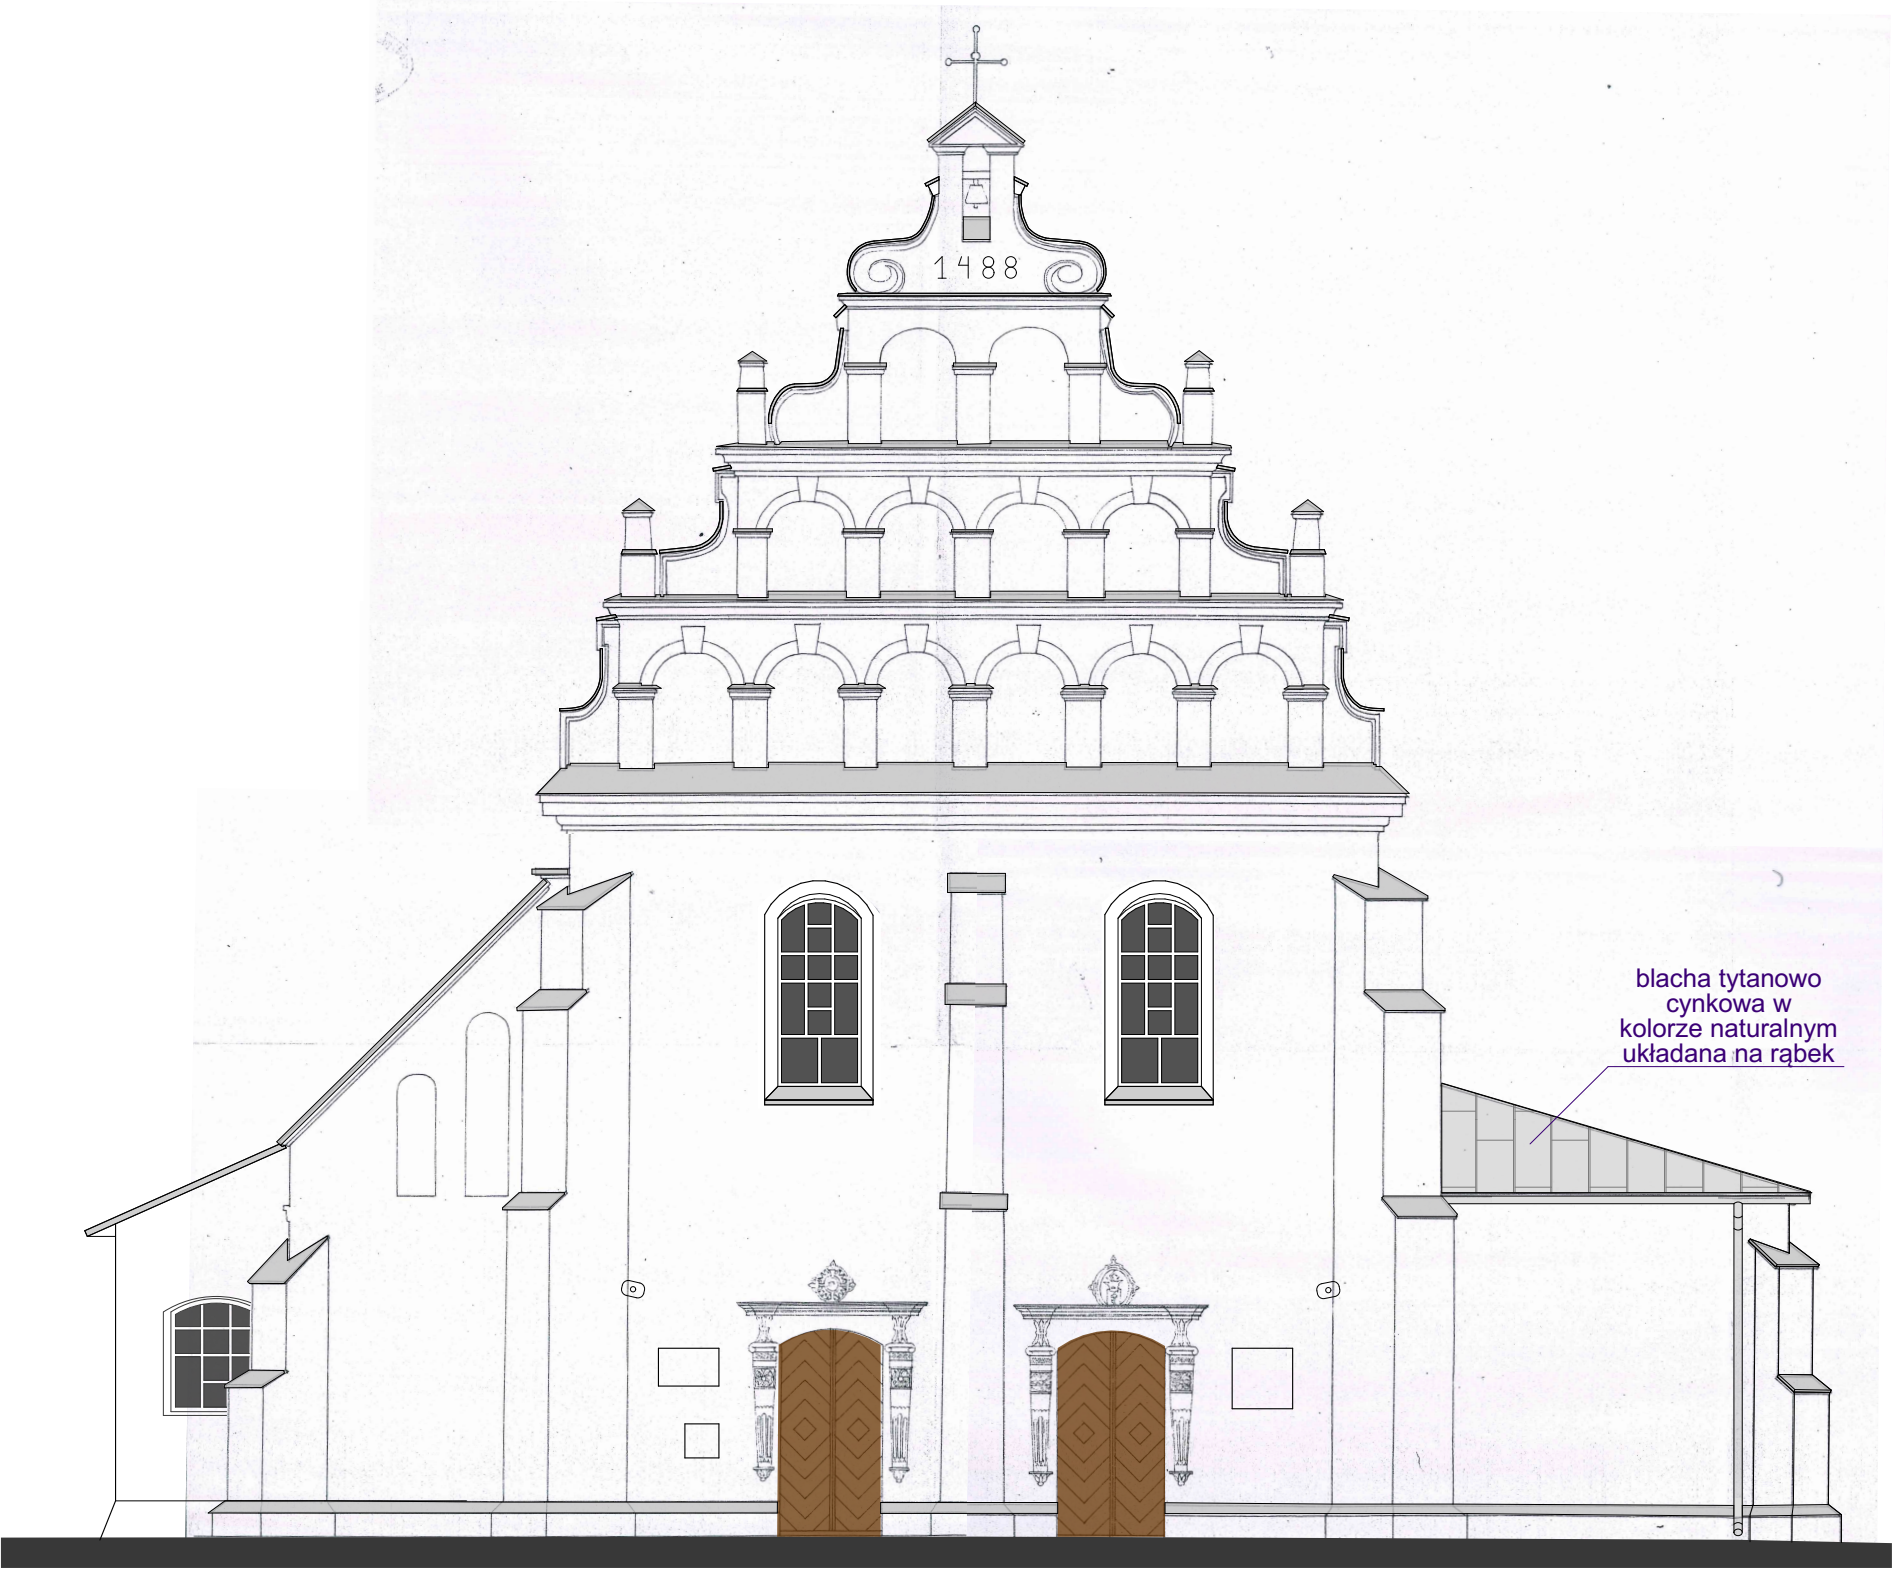 1488
blacha tytanowo
cynkowa w
kolorze naturalnym
układana na rąbek